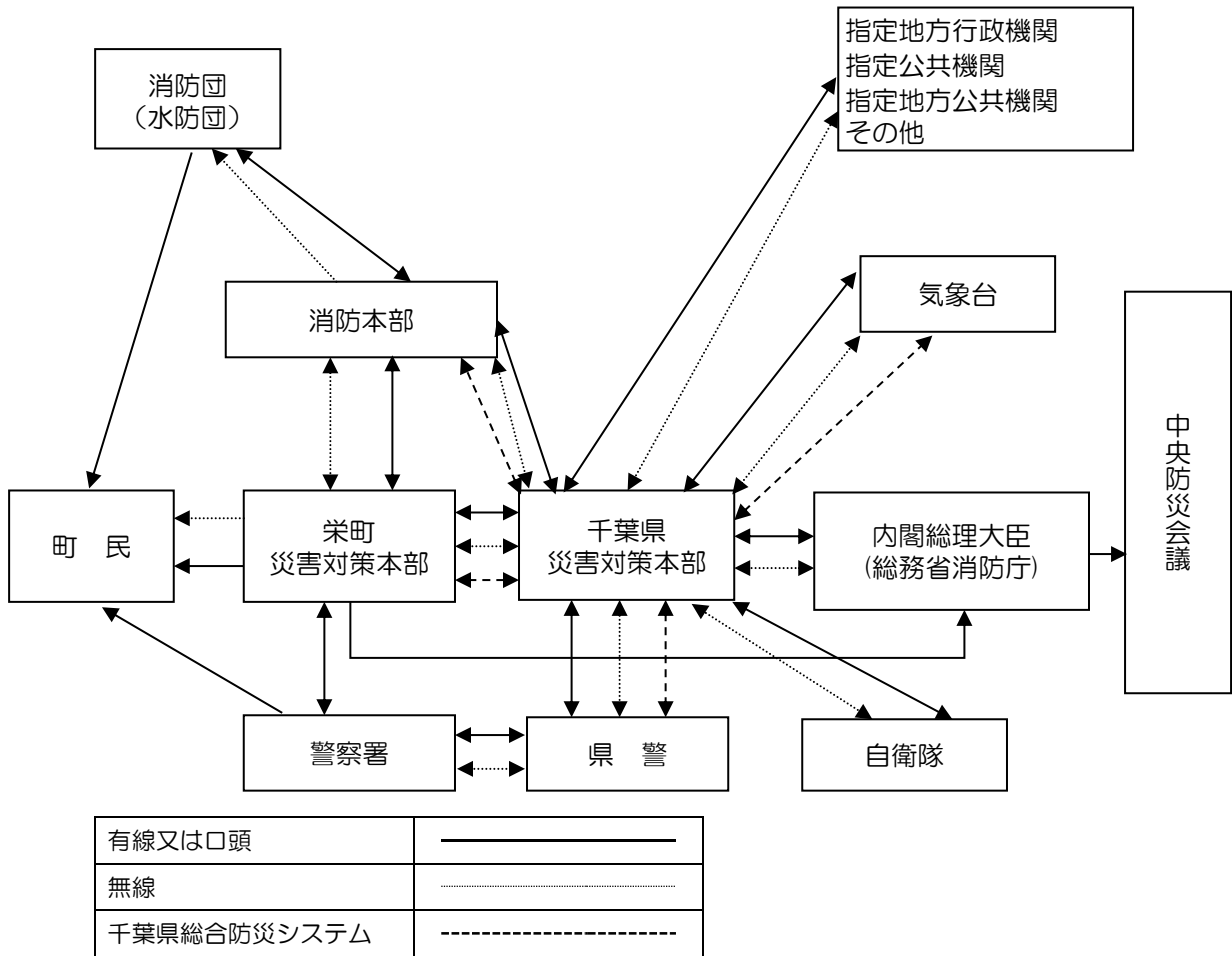 指定地方行政機関
指定公共機関
指定地方公共機関
その他
消防団
（水防団）
消防本部
気象台
中央防災会議
町　民
栄町
災害対策本部
千葉県
災害対策本部
内閣総理大臣
(総務省消防庁)
警察署
県　警
自衛隊
有線又は口頭
無線
千葉県総合防災システム